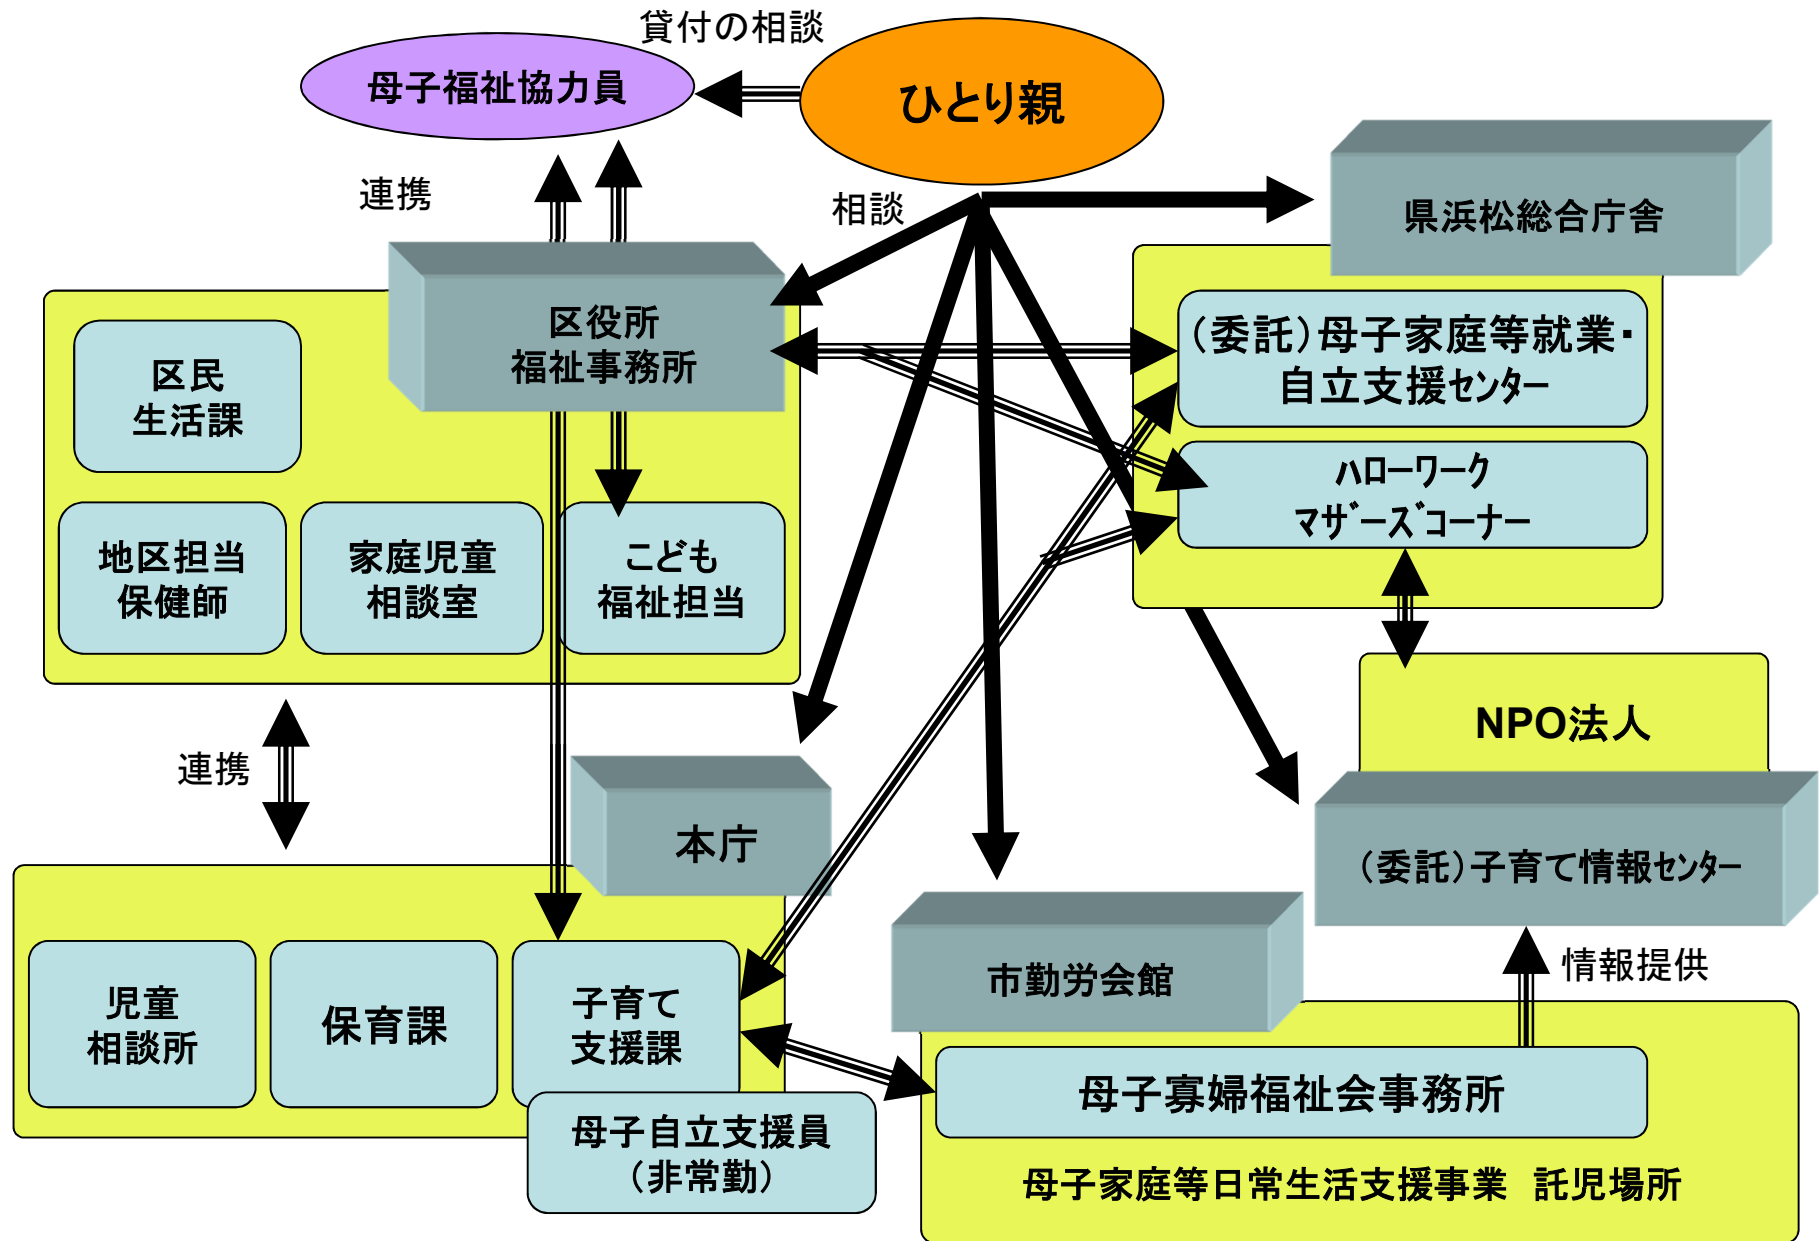 貸付の相談
母子福祉協力員
ひとり親
連携
相談
県浜松総合庁舎
区役所
福祉事務所
（委託）母子家庭等就業・
自立支援ｾﾝﾀｰ
区民
生活課
ﾊﾛｰﾜｰｸ
ﾏｻﾞｰｽﾞｺｰﾅｰ
地区担当
保健師
家庭児童
相談室
こども
福祉担当
NPO法人
連携
本庁
（委託）子育て情報ｾﾝﾀｰ
市勤労会館
情報提供
児童
相談所
保育課
子育て
支援課
母子寡婦福祉会事務所
母子自立支援員
（非常勤）
母子家庭等日常生活支援事業　託児場所